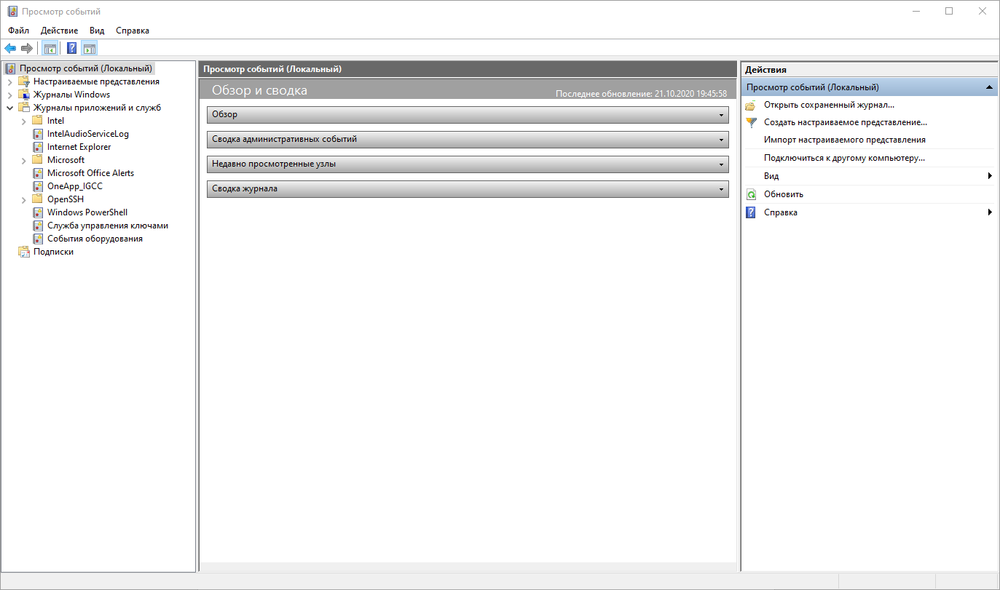 Просмотр событий
Файл Действие Вид Справка
Просмотр событий (Локальный)
Настраиваемые представления
Журналы Windows
Журналы приложений и служб
Intel
IntelAudioServiceLog
Internet Explorer
Microsoft
Microsoft Office Alerts
OneApp_IGCC
OpenSSH
Windows PowerShell
Служба управления ключами
События оборудования
Подписки
Просмотр событий (Локальный)
Обзор и сводка
Последнее обновление: 21.10.2020 19:45:58
Обзор
Сводка административных событий
Недавно просмотренные узлы
Сводка журнала
Действия
Просмотр событий (Локальный)
Открыть сохраненный журнал...
Создать настраиваемое представление...
Импорт настраиваемого представления
Подключиться к другому компьютеру...
Вид
Обновить
Справка